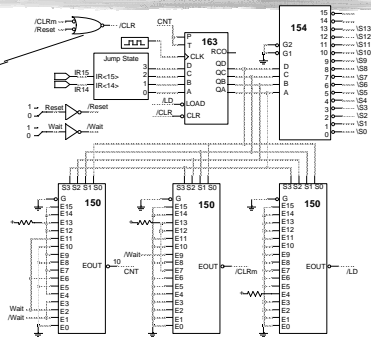 /CLRm
/Reset
/CLR
CNT
P
T
163
CLK
RCO
D
C
B
A
QD
QC
QB
QA
LOAD
CLR
Jump State
3
2
1
0
IR<15>
IR<14>
IR15
IR14
/LD
/CLR
154
G2
G1
D
C
B
A
15
14
13
12
11
10
9
8
7
6
5
4
3
2
1
0
\S13
\S12
\S11
\S10
\S9
\S8
\S7
\S6
\S5
\S4
\S3
\S2
\S1
\S0
1
0
Reset
/Reset
1
0
Wait
/Wait
S3 S2 S1 S0
G
150
E15
E14
E13
E12
E11
E10
E9
E8
E7
E6
E5
E4
E3
E2
E1
E0
EOUT
10
CNT
Wait
/Wait
S3 S2 S1 S0
G
150
E15
E14
E13
E12
E11
E10
E9
E8
E7
E6
E5
E4
E3
E2
E1
E0
EOUT
/CLRm
/Wait
S3 S2 S1 S0
G
150
E15
E14
E13
E12
E11
E10
E9
E8
E7
E6
E5
E4
E3
E2
E1
E0
EOUT
/LD